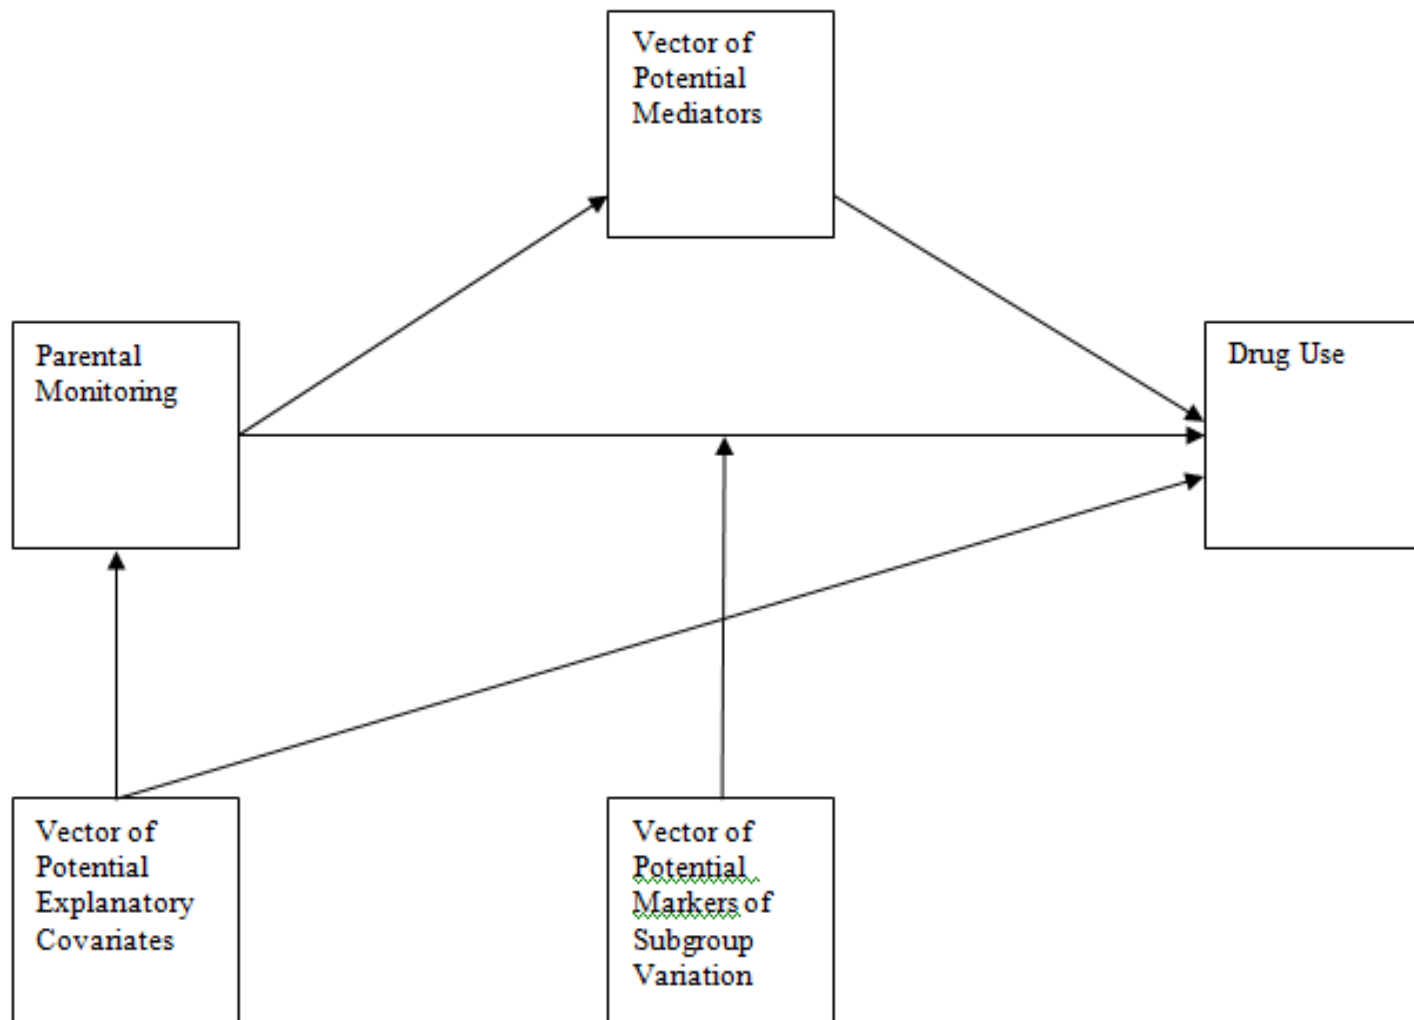 Vector of
Potential
Mediators
Parental
Monitoring
Drug Use
Vector of
Potential
Explanatory
Covariates
Vector of
Potential
Markers of
Subgroup
Variation